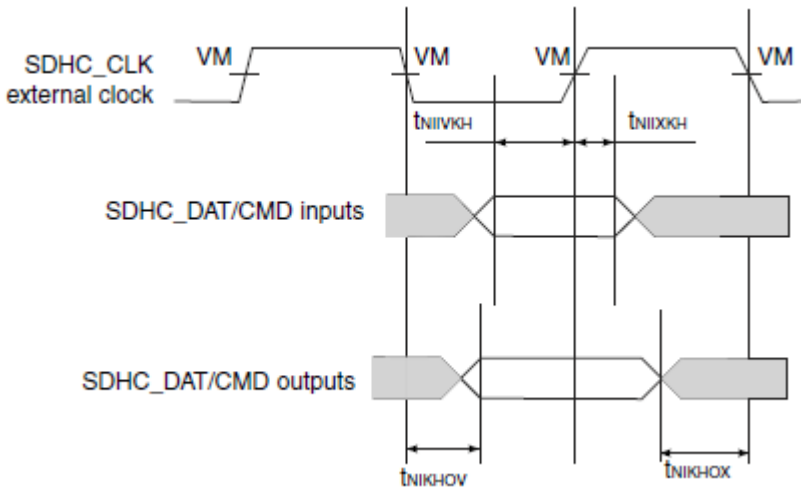 SDHC_CLK
external clock
VM
VM
VM
VM
tNIIVKH
tNIIXKH
SDHC_DAT/CMD inputs
SDHC_DAT/CMD outputs
tNIKHOV
tNIKHOX